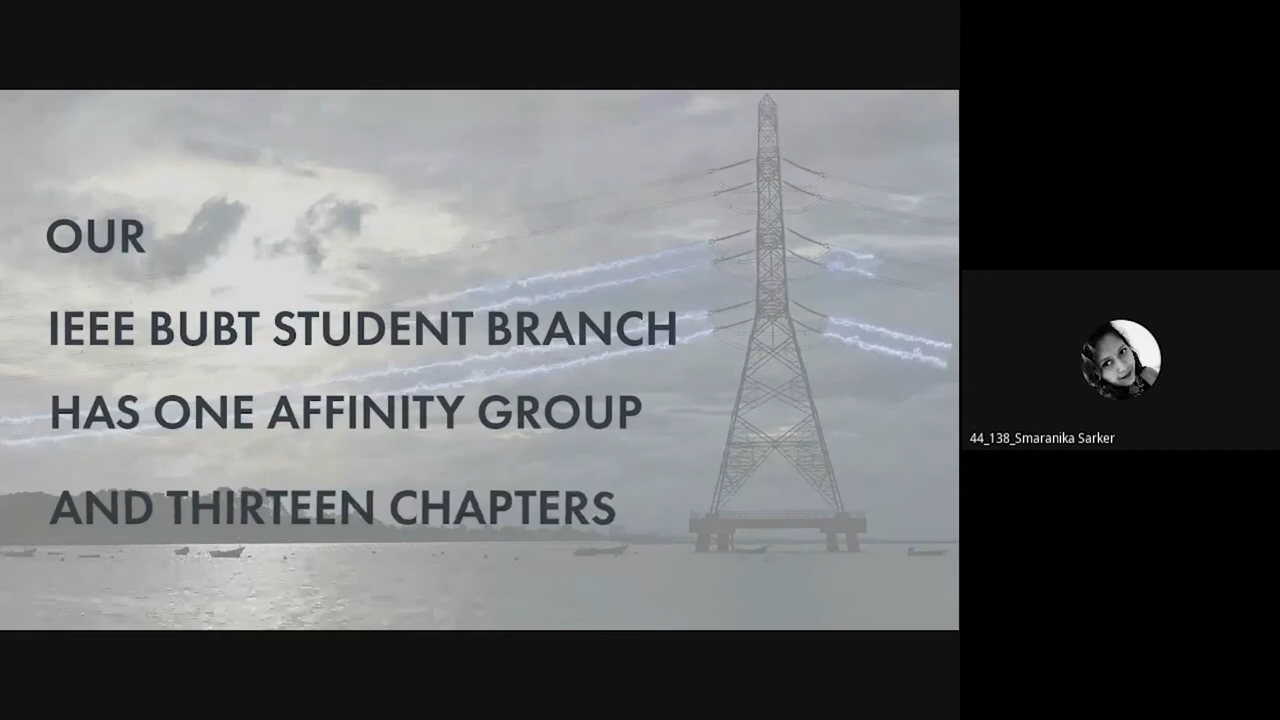 OUR
IEEE BUBT STUDENT BRANCH
HAS ONE AFFINITY GROUP
AND THIRTEEN CHAPTERS
44_138_Smaranika Sarker